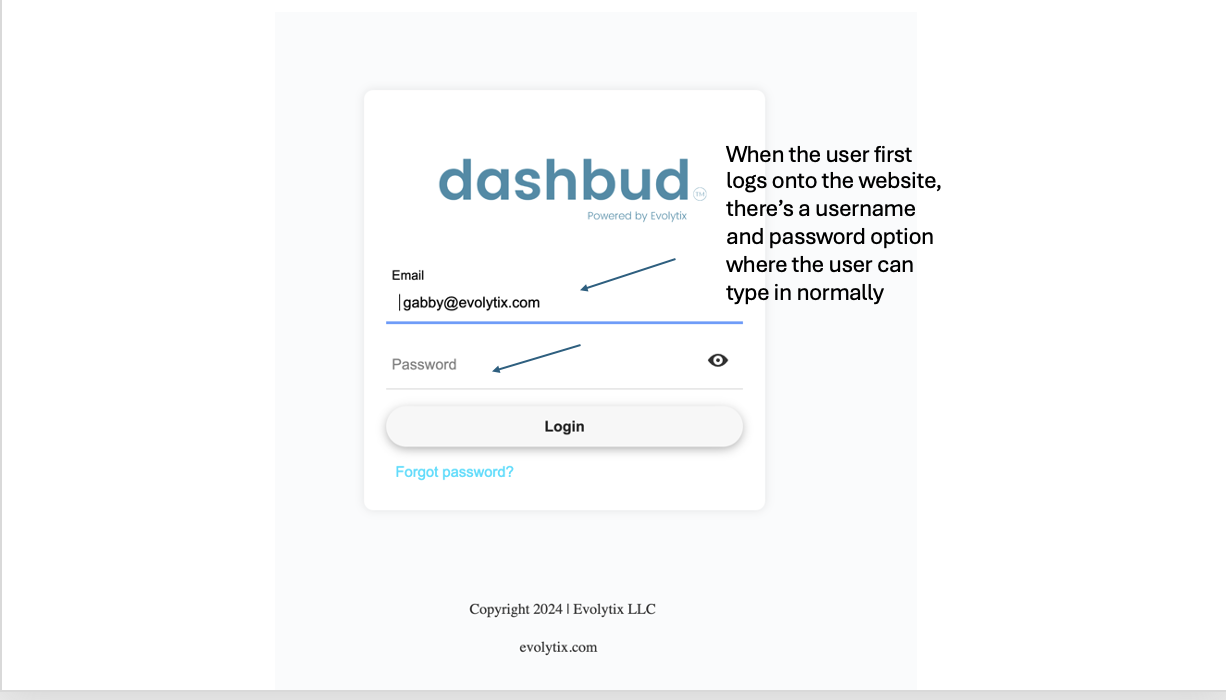 dashbud TM
Powered by Evolytix
When the user first
logs onto the website,
there's a username
and password option
where the user can
type in normally
Email
gabby@evolytix.com
Password
Login
Forgot password?
Copyright 2024 | Evolytix LLC
evolytix.com